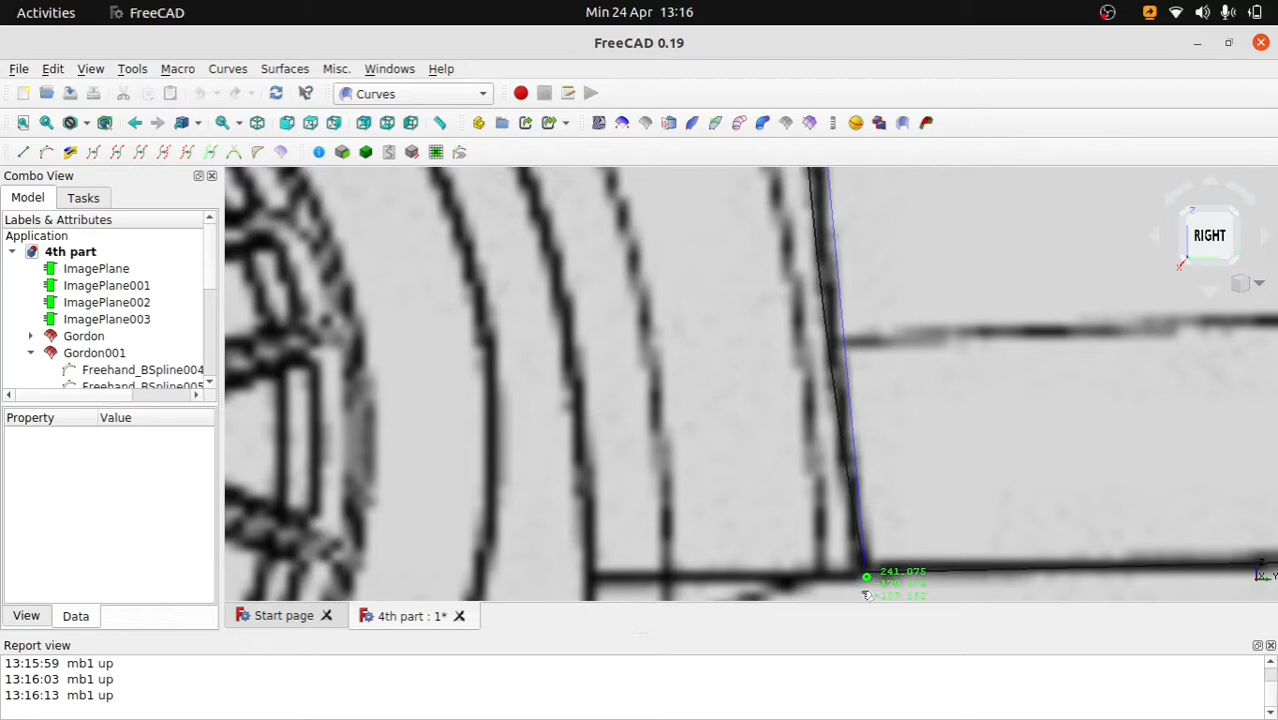 Activities FreeCAD Min 24 Apr 13:16
FreeCAD 0.19
File Edit View Tools Macro Curves Surfaces Misc. Windows Help
Curves
Combo View
Model Tasks
Labels & Attributes
Application
4th part
ImagePlane
ImagePlane001
ImagePlane002
ImagePlane003
Gordon
Gordon001
Freehand_BSpline004
Freehand_BSpline005
Property Value
View Data
Z
RIGHT
X
241.075
Z
X Y
Start page 4th part : 1*
Report view
13:15:59 mb1 up
13:16:03 mb1 up
13:16:13 mb1 up